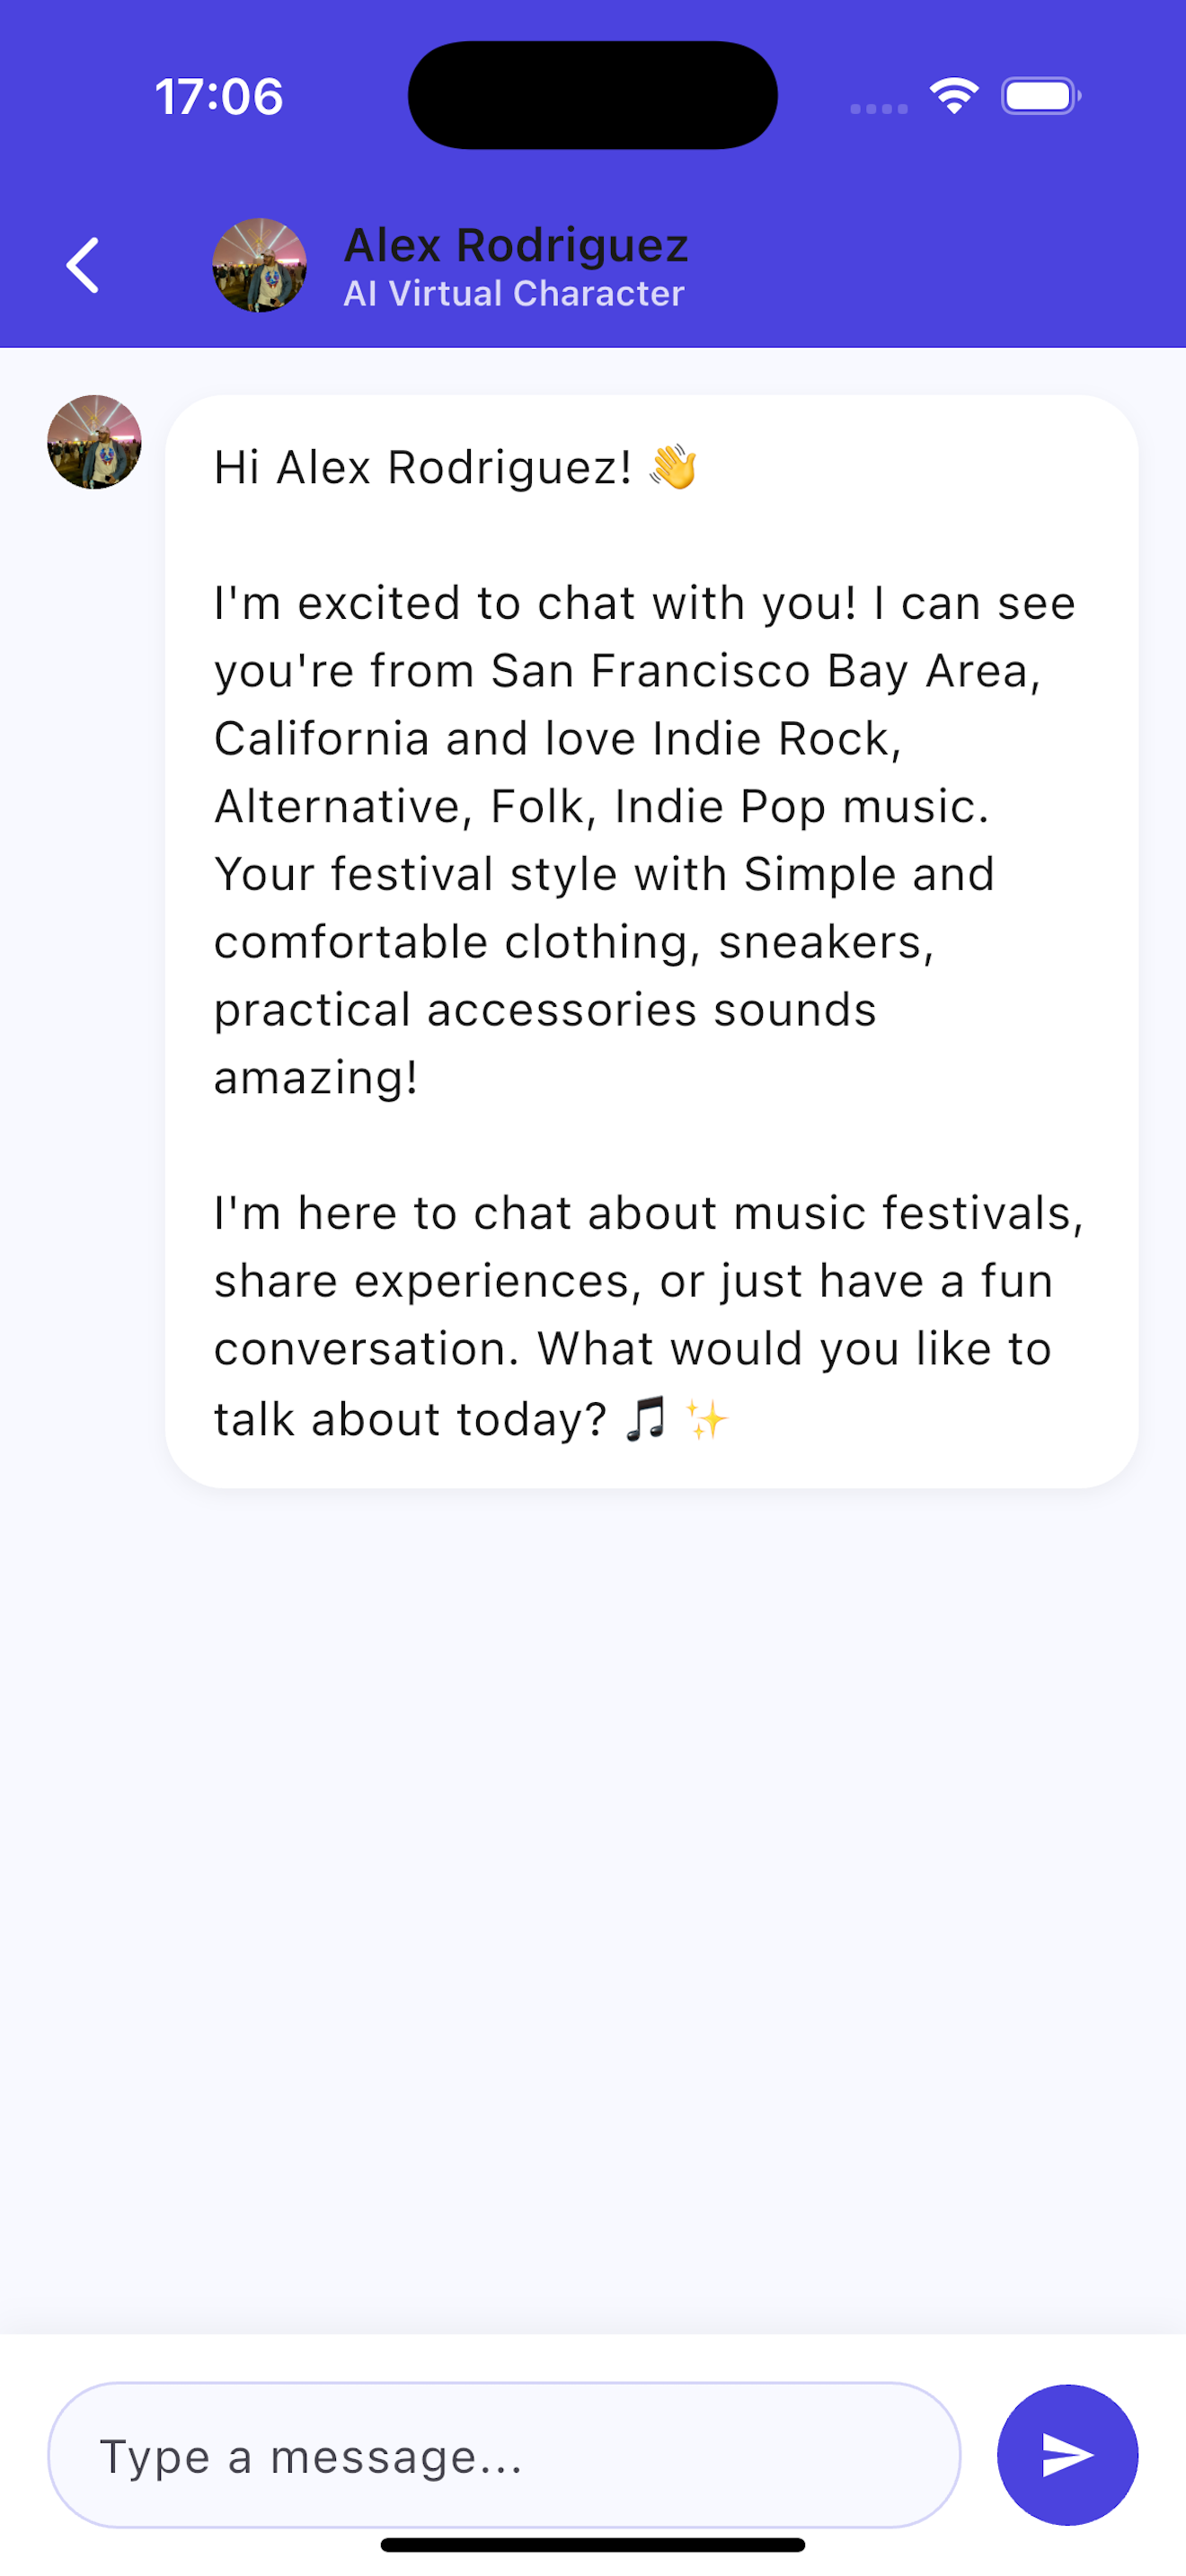 17:06
Alex Rodriguez
AI Virtual Character
Hi Alex Rodriguez! 👋
I'm excited to chat with you! I can see
you're from San Francisco Bay Area,
California and love Indie Rock,
Alternative, Folk, Indie Pop music.
Your festival style with Simple and
comfortable clothing, sneakers,
practical accessories sounds
amazing!
I'm here to chat about music festivals,
share experiences, or just have a fun
conversation. What would you like to
talk about today? 🎵 ✨
Type a message...